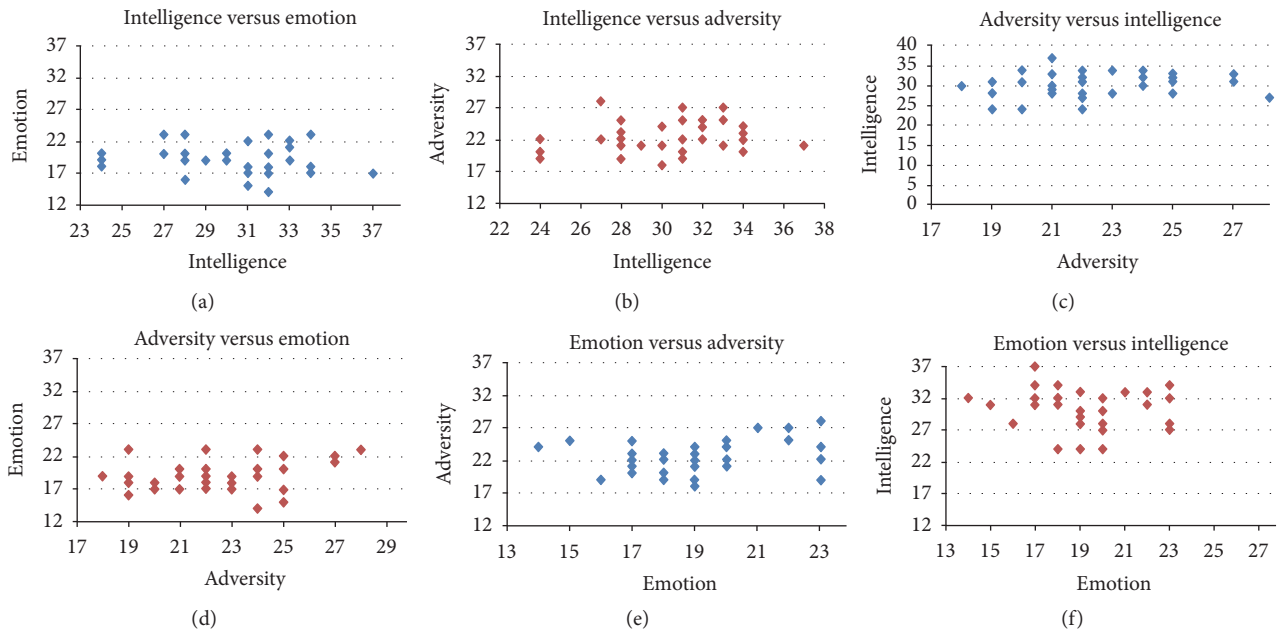 Intelligence versus emotion
37
32
27
22
17
12
Emotion
23 25 27 29 31 33 35 37
Intelligence
(a)
Intelligence versus adversity
37
32
27
22
17
12
Adversity
22 24 26 28 30 32 34 36 38
Intelligence
(b)
Adversity versus intelligence
40
35
30
25
20
15
10
5
0
Intelligence
17 19 21 23 25 27
Adversity
(c)
Adversity versus emotion
37
32
27
22
17
12
Emotion
17 19 21 23 25 27 29
Adversity
(d)
Emotion versus adversity
37
32
27
22
17
12
Adversity
13 15 17 19 21 23
Emotion
(e)
Emotion versus intelligence
37
32
27
22
17
12
Intelligence
13 15 17 19 21 23 25 27
Emotion
(f)